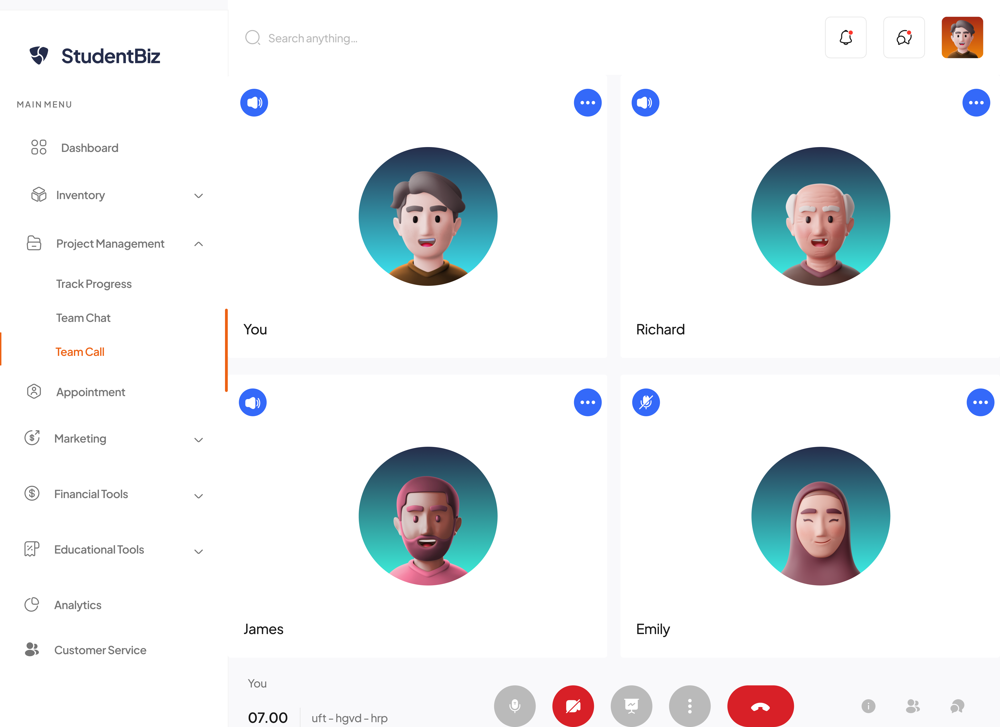 StudentBiz
Search anything...
MAIN MENU
Dashboard
Inventory
Project Management
Track Progress
Team Chat
Team Call
Appointment
Marketing
Financial Tools
Educational Tools
Analytics
Customer Service
You
Richard
James
Emily
You
07.00
uft - hgvd - hrp